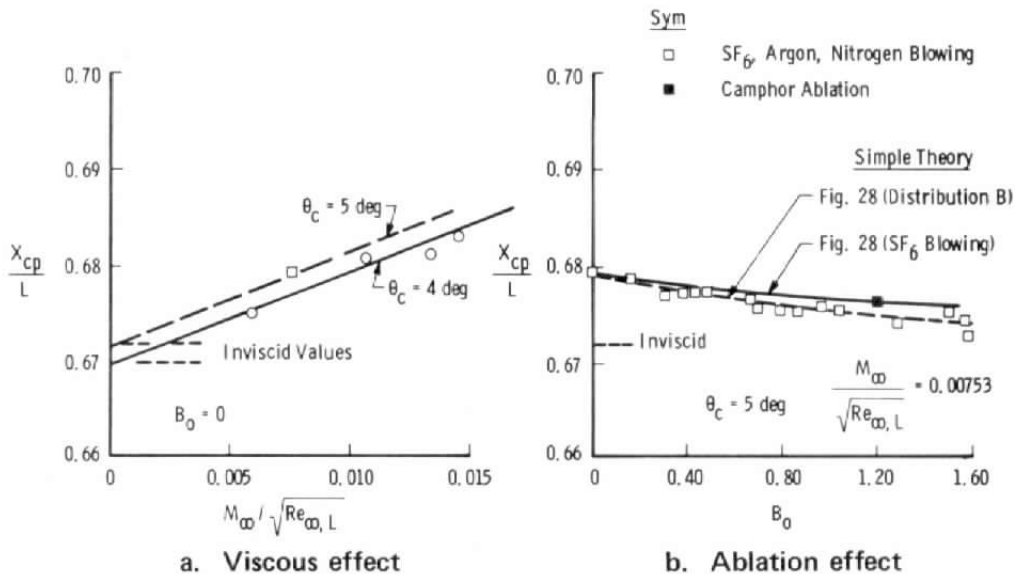 Sym
□ SF6, Argon, Nitrogen Blowing
■ Camphor Ablation
0.70
0.69
0.68
0.67
0.66
Xcp
L
θc = 5 deg
θc = 4 deg
Inviscid Values
B0 = 0
0
0.005
0.010
0.015
M∞ / √Re∞, L
a. Viscous effect
0.70
0.69
0.68
0.67
0.66
Xcp
L
Simple Theory
Fig. 28 (Distribution B)
Fig. 28 (SF6 Blowing)
Inviscid
θc = 5 deg
M∞
√Re∞, L
= 0.00753
0
0.40
0.80
1.20
1.60
B0
b. Ablation effect